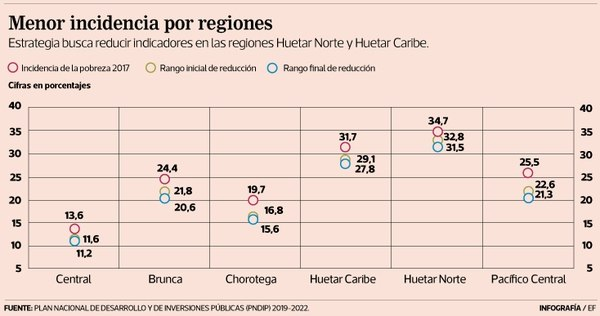 Menor incidencia por regiones
Estrategia busca reducir indicadores en las regiones Huetar Norte y Huetar Caribe.
Incidencia de la pobreza 2017 Rango inicial de reducción Rango final de reducción
Cifras en porcentajes
40 40
35 34,7 35
31,7 32,8
30 31,5 30
29,1
27,8
25 24,4 25,5 25
21,8 22,6
20 20,6 19,7 21,3 20
16,8
15 13,6 15,6 15
11,6
10 11,2 10
5 5
Central Brunca Chorotega Huetar Caribe Huetar Norte Pacífico Central
FUENTE: PLAN NACIONAL DE DESARROLLO Y DE INVERSIONES PÚBLICAS (PNDIP) 2019-2022. INFOGRAFÍA / EF